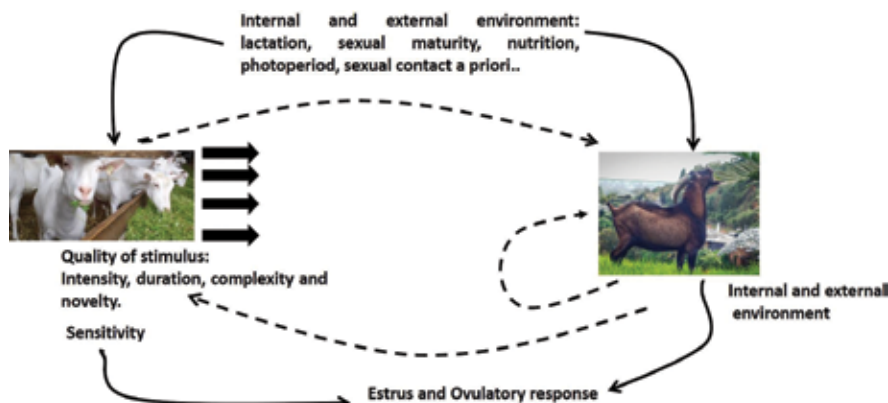 Internal and external environment:
lactation, sexual maturity, nutrition,
photoperiod, sexual contact a priori..
Quality of stimulus:
Intensity, duration, complexity and
novelty.
Sensitivity
Internal and external
environment
Estrus and Ovulatory response